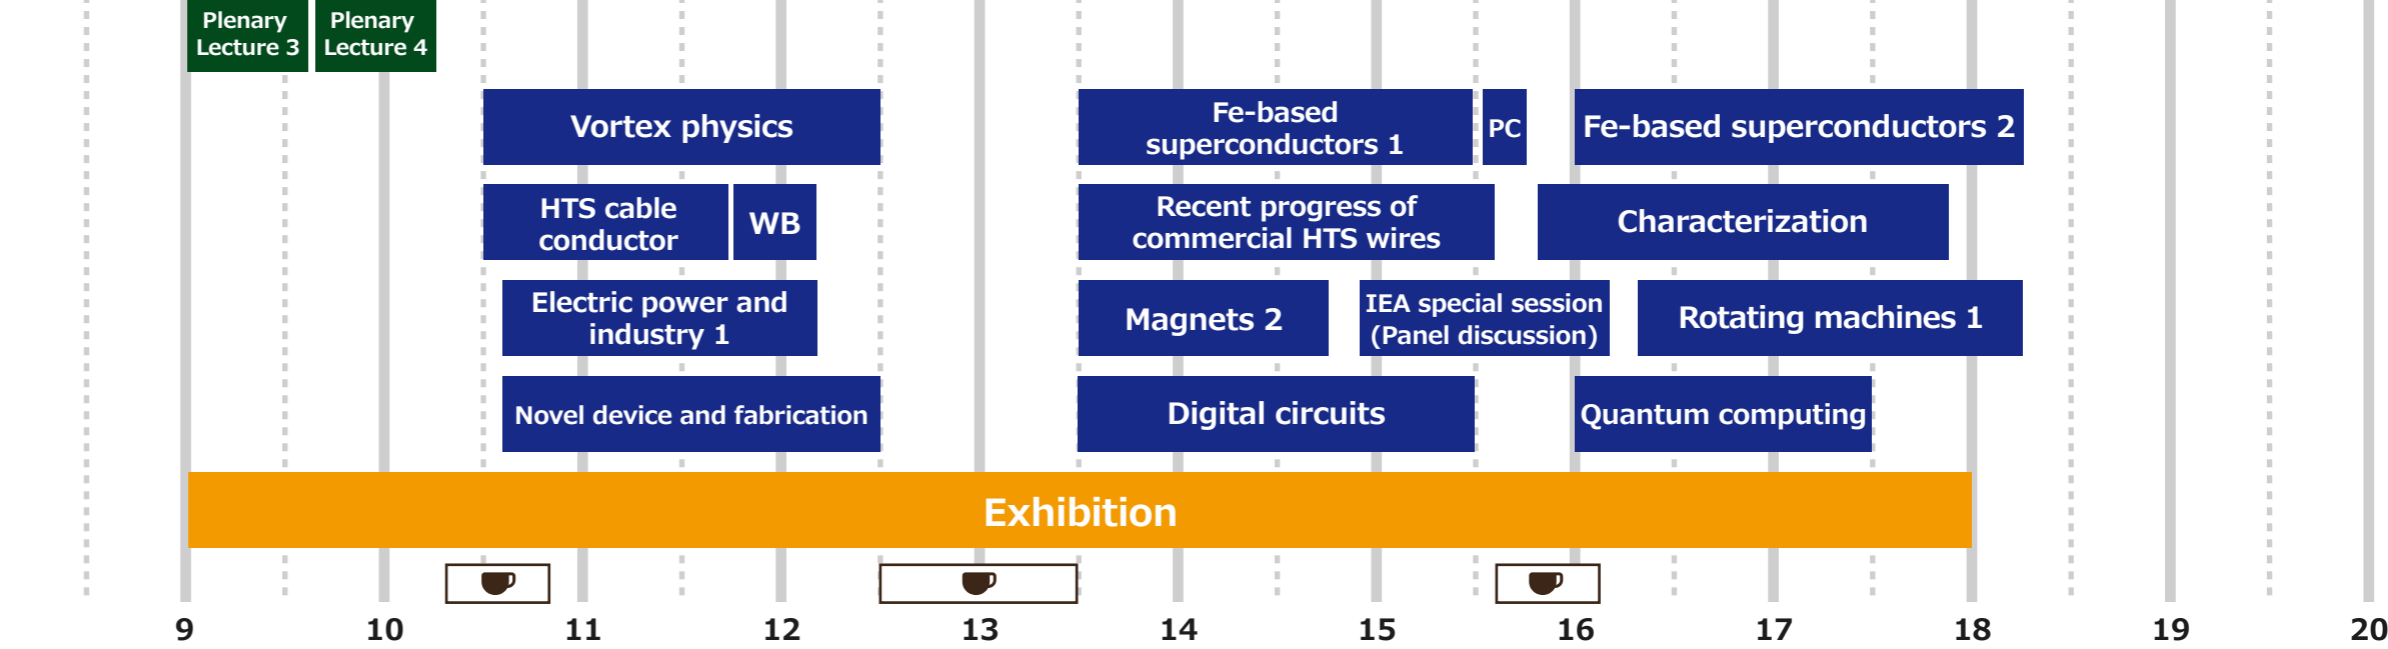 Plenary
Lecture 3
Plenary
Lecture 4
Vortex physics
Fe-based
superconductors 1
PC
Fe-based superconductors 2
HTS cable
conductor
WB
Recent progress of
commercial HTS wires
Characterization
Electric power and
industry 1
Magnets 2
IEA special session
(Panel discussion)
Rotating machines 1
Novel device and fabrication
Digital circuits
Quantum computing
Exhibition
9 10 11 12 13 14 15 16 17 18 19 20